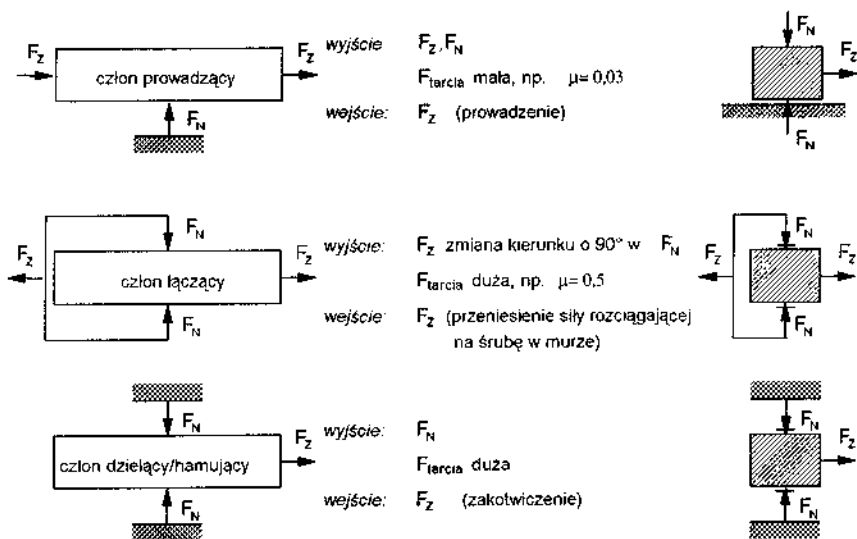 F_Z
człon prowadzący
F_Z
F_N
wyjście F_Z, F_N
F_tarcia mała, np. μ= 0,03
wejście: F_Z (prowadzenie)
F_N
F_Z
F_N
F_Z
F_N
człon łączący
F_Z
F_N
wyjście: F_Z zmiana kierunku o 90° w F_N
F_tarcia duża, np. μ= 0,5
wejście: F_Z (przeniesienie siły rozciągającej
na śrubę w murze)
F_Z
F_N
F_Z
F_N
F_N
człon dzielący/hamujący
F_Z
F_N
wyjście: F_N
F_tarcia duża
wejście: F_Z (zakotwiczenie)
F_N
F_Z
F_N